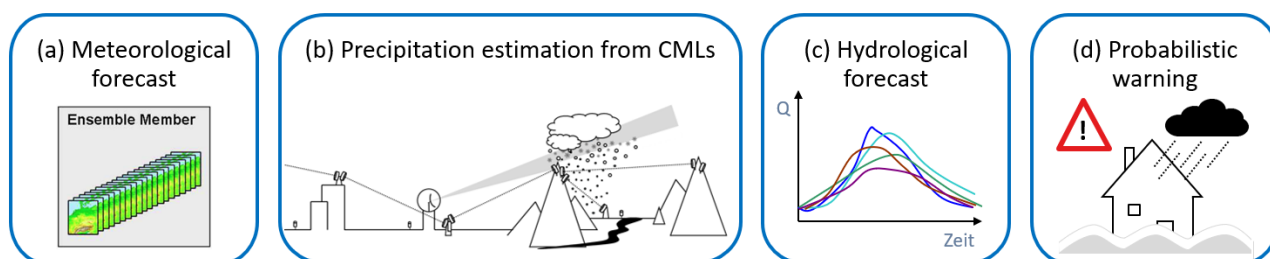 (a) Meteorological
forecast
Ensemble Member
(b) Precipitation estimation from CMLs
(c) Hydrological
forecast
Q
Zeit
(d) Probabilistic
warning
!